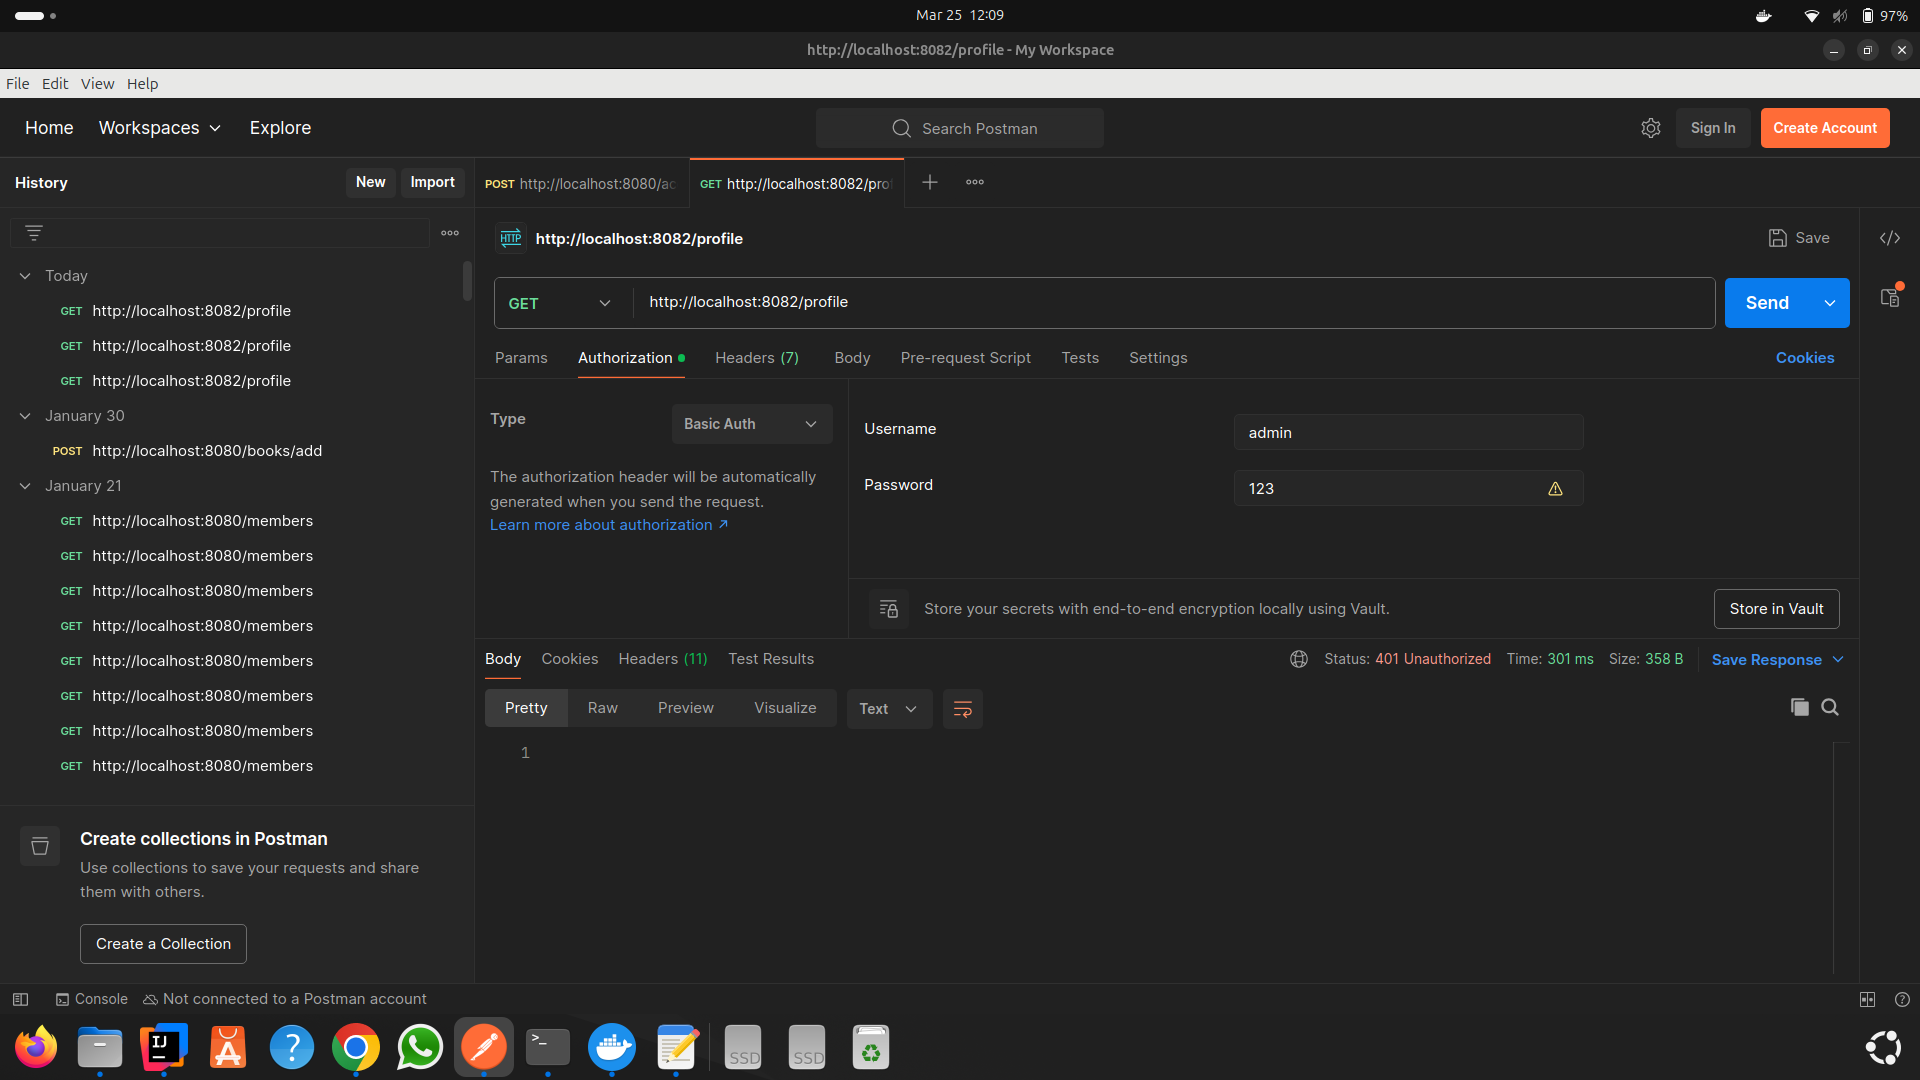 Mar 25 12:09
97%
http://localhost:8082/profile - My Workspace
File Edit View Help
Home Workspaces Explore
Search Postman
Sign In
Create Account
History
New
Import
POST http://localhost:8080/ac
GET http://localhost:8082/pro
HTTP http://localhost:8082/profile
Save
Today
GET http://localhost:8082/profile
GET http://localhost:8082/profile
GET http://localhost:8082/profile
January 30
POST http://localhost:8080/books/add
January 21
GET http://localhost:8080/members
GET http://localhost:8080/members
GET http://localhost:8080/members
GET http://localhost:8080/members
GET http://localhost:8080/members
GET http://localhost:8080/members
GET http://localhost:8080/members
GET http://localhost:8080/members
Create collections in Postman
Use collections to save your requests and share
them with others.
Create a Collection
GET http://localhost:8082/profile
Send
Params Authorization Headers (7) Body Pre-request Script Tests Settings
Cookies
Type
Basic Auth
The authorization header will be automatically
generated when you send the request.
Learn more about authorization ↗
Username
admin
Password
123
Store your secrets with end-to-end encryption locally using Vault.
Store in Vault
Body Cookies Headers (11) Test Results
Status: 401 Unauthorized Time: 301 ms Size: 358 B
Save Response
Pretty Raw Preview Visualize
Text
1
Console Not connected to a Postman account
IJ
SSD
SSD